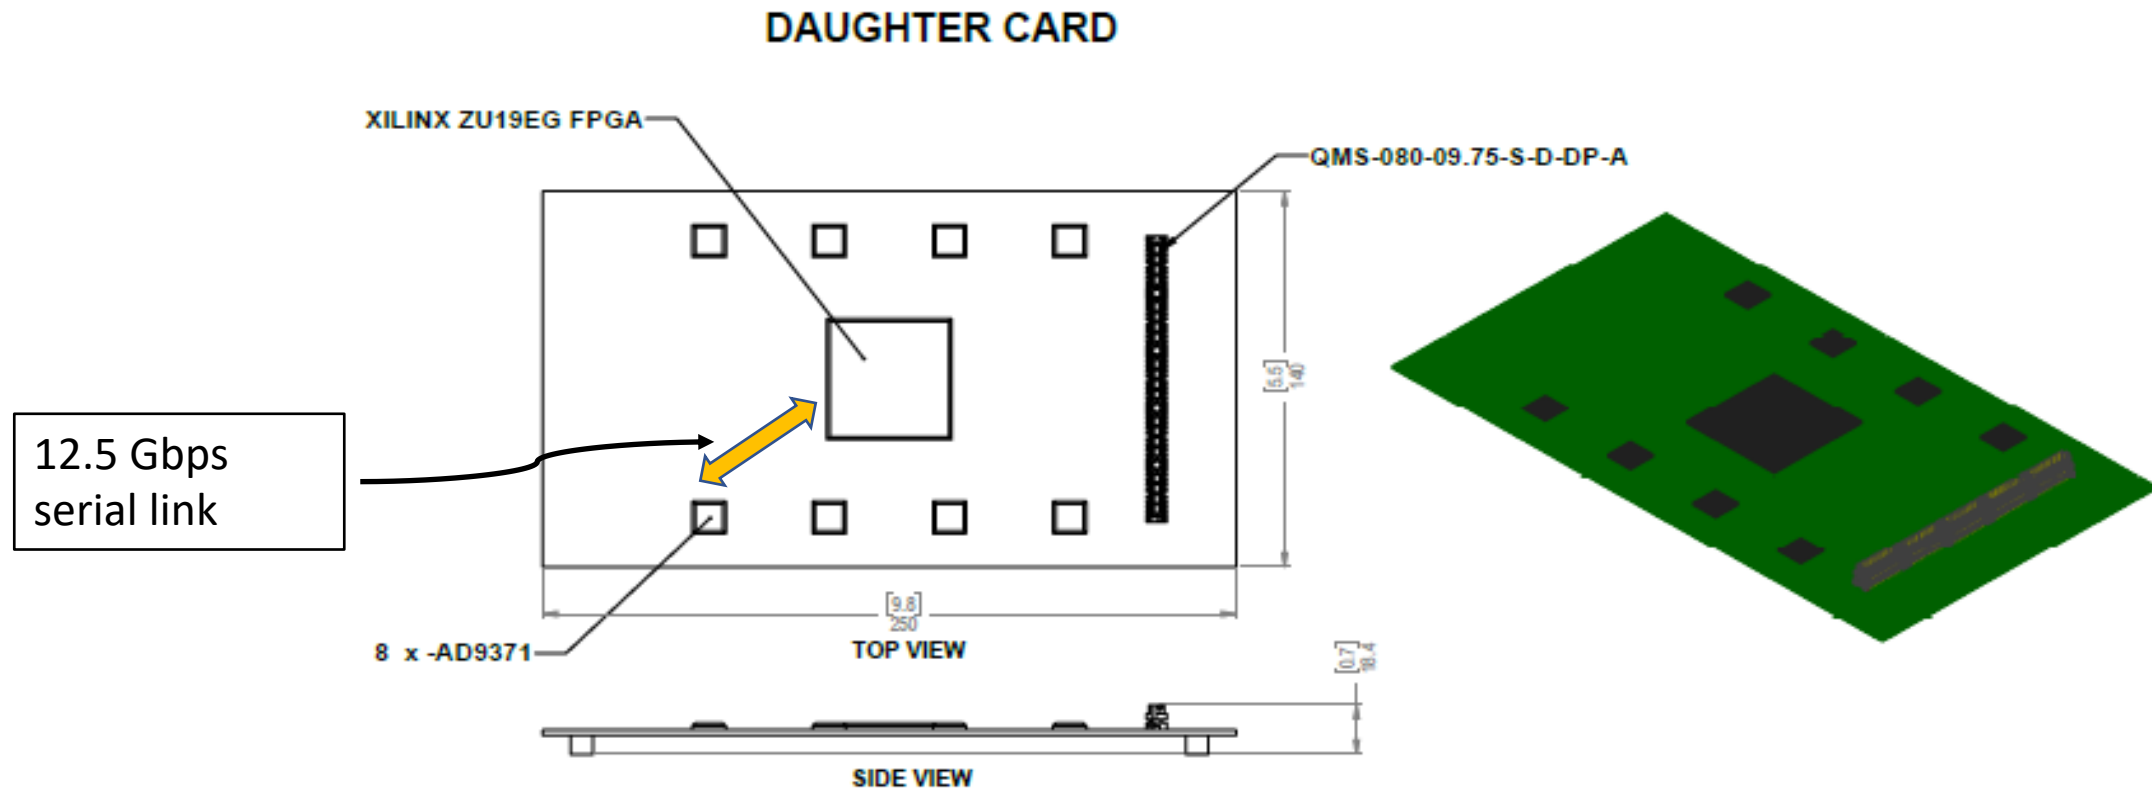 DAUGHTER CARD
XILINX ZU19EG FPGA
QMS-080-09.75-S-D-DP-A
12.5 Gbps
serial link
[5.5]
140
[9.8]
250
8 x -AD9371
TOP VIEW
[0.7]
18.4
SIDE VIEW